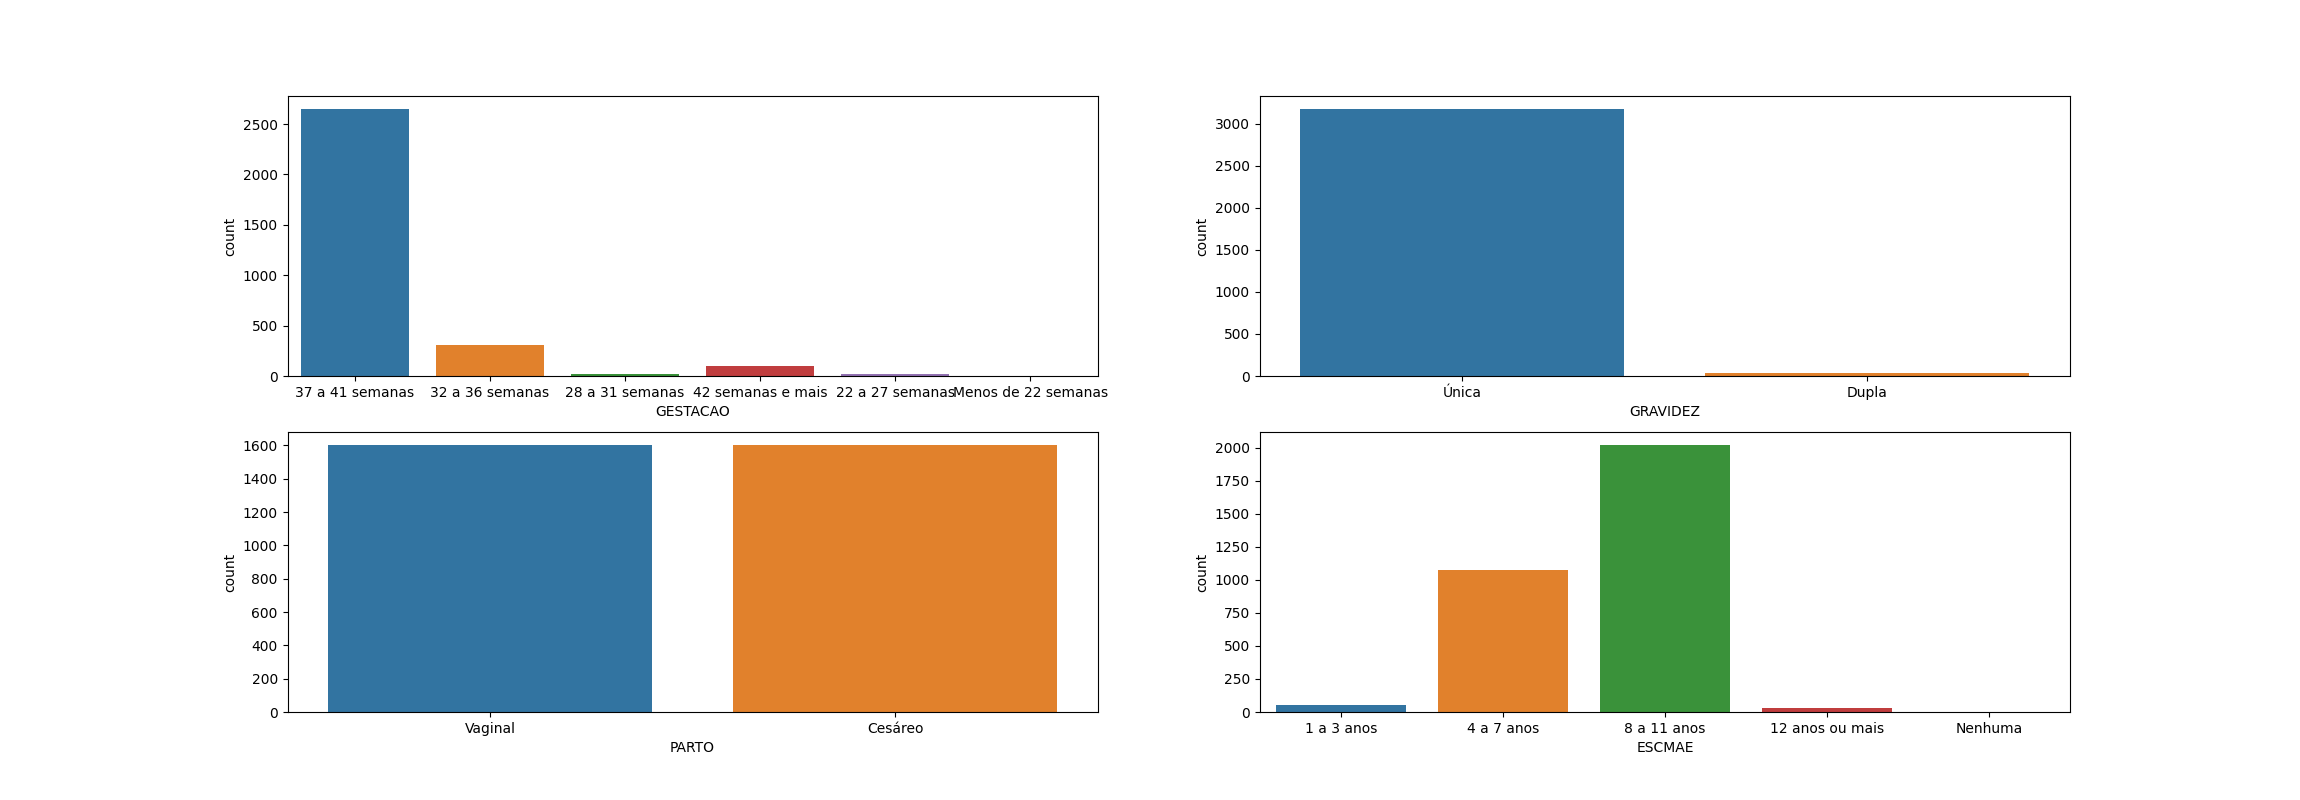 2500
2000
1500
1000
500
0
count
37 a 41 semanas 32 a 36 semanas 28 a 31 semanas 42 semanas e mais 22 a 27 semanas Menos de 22 semanas
GESTACAO
3000
2500
2000
1500
1000
500
0
count
Única Dupla
GRAVIDEZ
1600
1400
1200
1000
800
600
400
200
0
count
Vaginal Cesáreo
PARTO
2000
1750
1500
1250
1000
750
500
250
0
count
1 a 3 anos 4 a 7 anos 8 a 11 anos 12 anos ou mais Nenhuma
ESCMAE